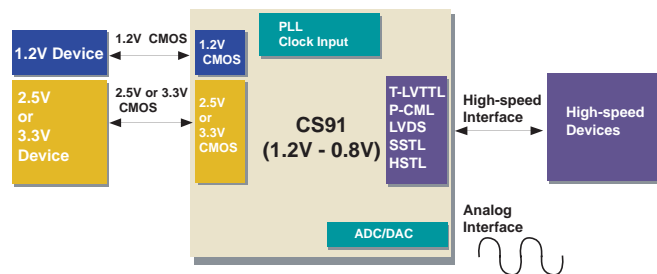 1.2V Device
1.2V CMOS
1.2V
CMOS
PLL
Clock Input
2.5V
or
3.3V
Device
2.5V or 3.3V
CMOS
2.5V
or
3.3V
CMOS
CS91
(1.2V - 0.8V)
T-LVTTL
P-CML
LVDS
SSTL
HSTL
High-speed
Interface
High-speed
Devices
ADC/DAC
Analog
Interface